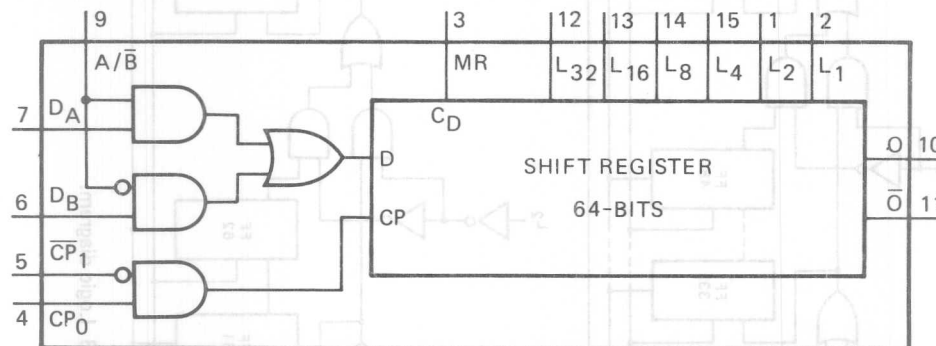 9 3 12 13 14 15 1 2
A/B̅ MR L32 L16 L8 L4 L2 L1
7 DA
CD
D
SHIFT REGISTER
O 10
6 DB
CP
64-BITS
O̅ 11
5 C̅P̅1
4 CP0